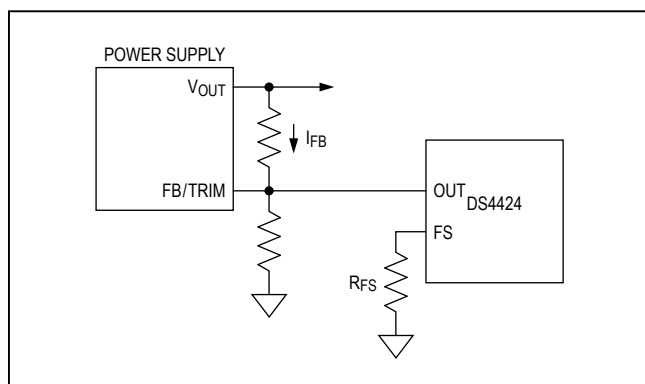 POWER SUPPLY
VOUT
IFB
FB/TRIM
OUT
DS4424
FS
RFS